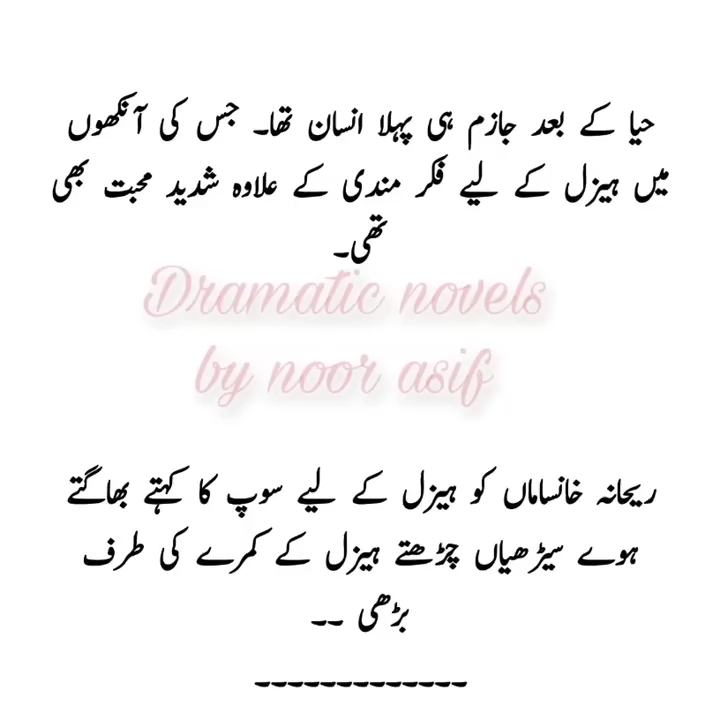 حیا کے بعد جازم ہی پہلا انسان تھا۔ جس کی آنکھوں
میں ہیزل کے لیے فکر مندی کے علاوہ شدید محبت بھی
تھی۔
Dramatic novels
by noor asif
ریحانہ خانساماں کو ہیزل کے لیے سوپ کا کہتے بھاگتے
ہوے سیڑھیاں چڑھتے ہیزل کے کمرے کی طرف
بڑھی ۔۔
۔۔۔۔۔۔۔۔۔۔۔۔۔